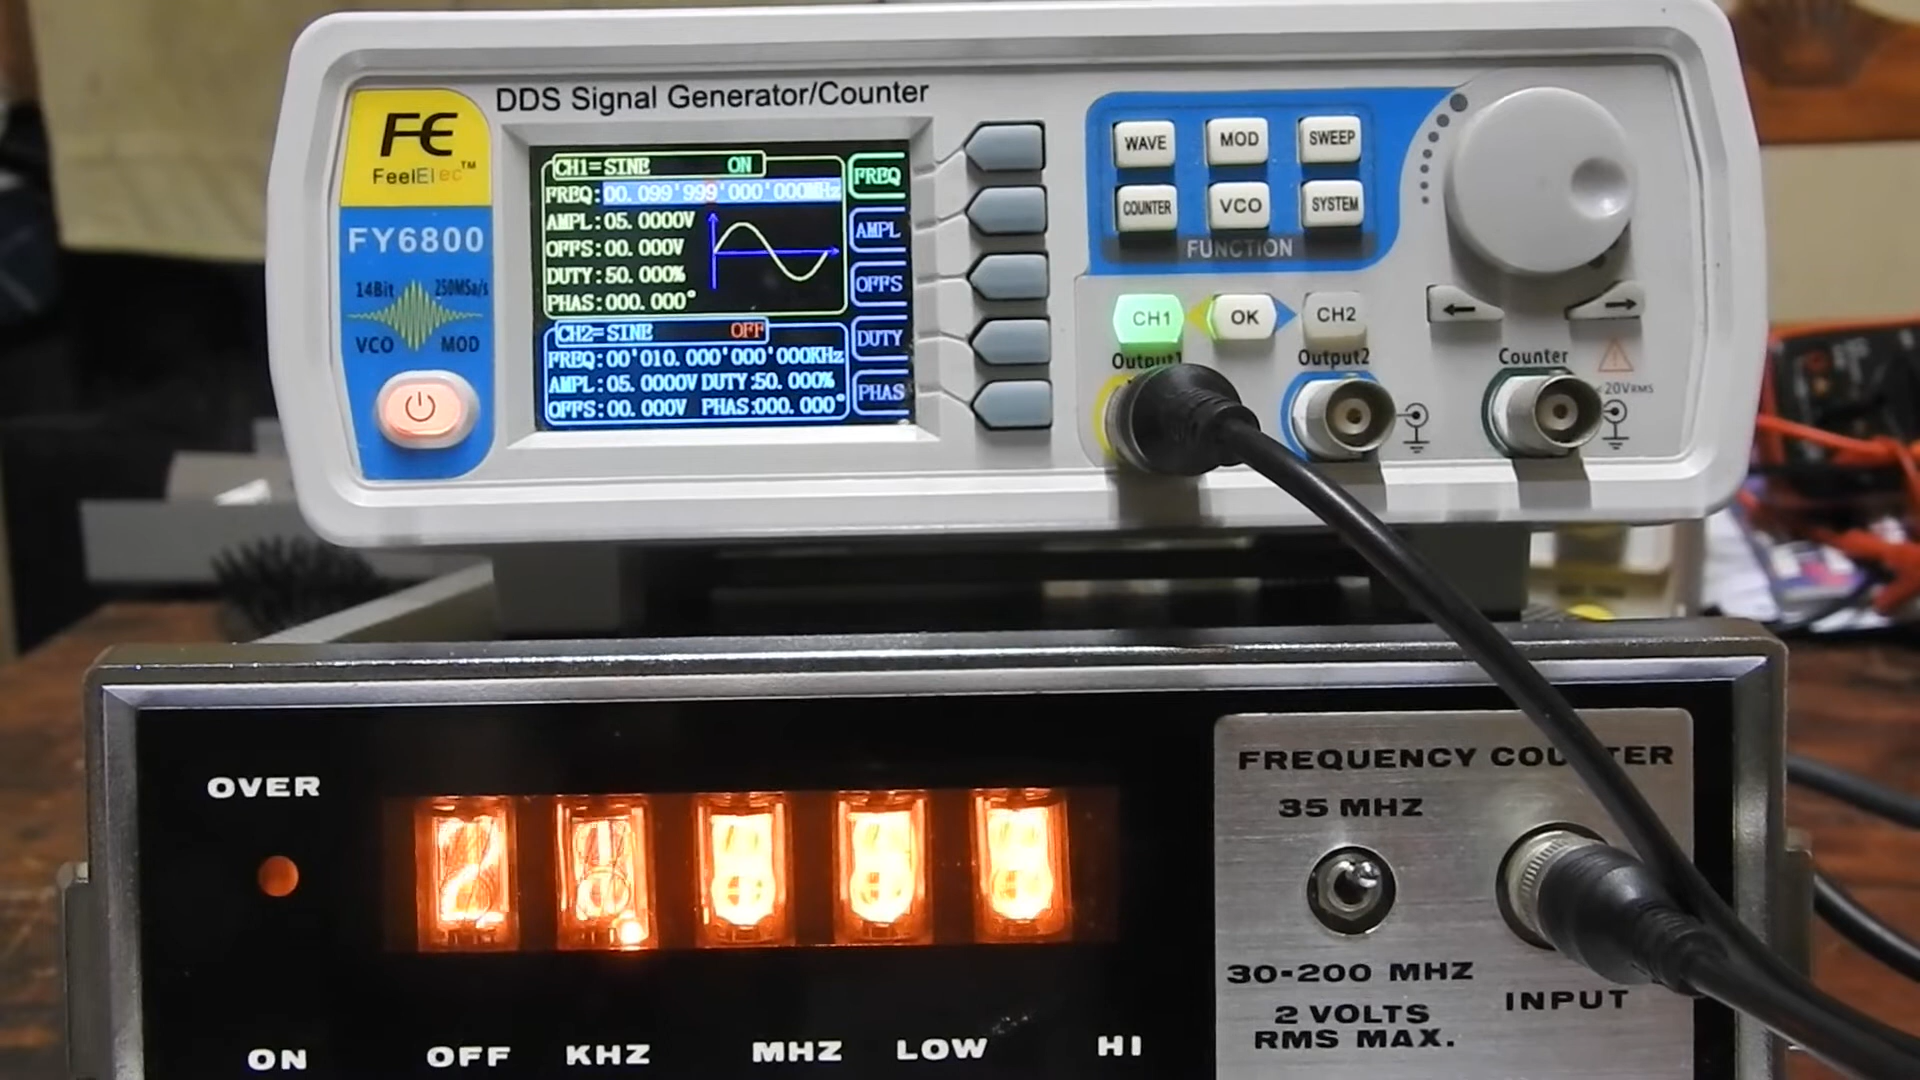 DDS Signal Generator/Counter
FE
FeelElec™
FY6800
14Bit 250MSa/s
VCO MOD
CH1=SINE ON
FREQ:00.099'999'000'000MHz
AMPL:05.0000V
OFFS:00.000V
DUTY:50.000%
PHAS:000.000°
CH2=SINE OFF
FREQ:00'010.000'000'000KHz
AMPL:05.0000V DUTY:50.000%
OFFS:00.000V PHAS:000.000°
FREQ
AMPL
OFFS
DUTY
PHAS
WAVE MOD SWEEP
COUNTER VCO SYSTEM
FUNCTION
CH1 OK CH2
Output1 Output2 Counter
20VRMS
OVER
FREQUENCY COUNTER
35 MHZ
30-200 MHZ
2 VOLTS
RMS MAX.
INPUT
ON OFF KHZ MHZ LOW HI